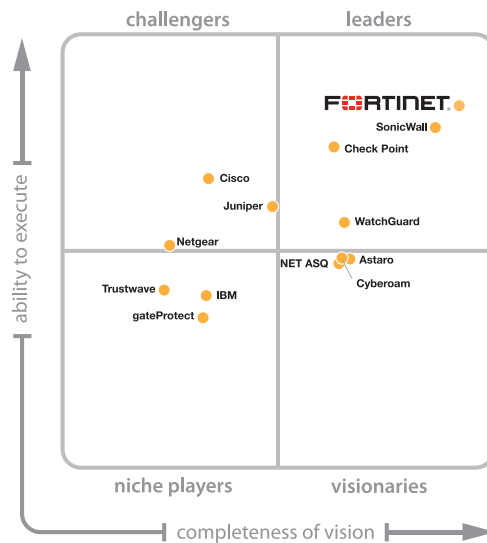 challengers
leaders
FORTINET®
SonicWall
Check Point
Cisco
Juniper
WatchGuard
Netgear
NET ASQ
Astaro
Cyberoam
Trustwave
IBM
gateProtect
ability to execute
niche players
visionaries
completeness of vision